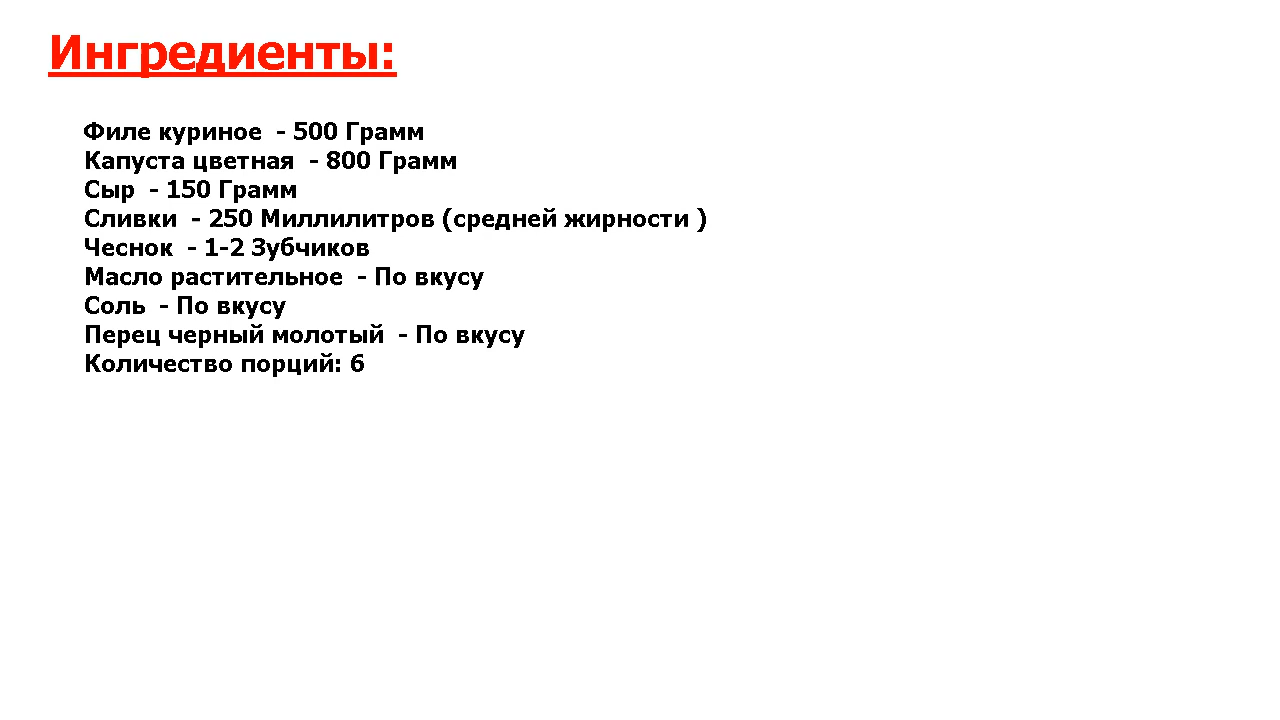 Ингредиенты:
Филе куриное - 500 Грамм
Капуста цветная - 800 Грамм
Сыр - 150 Грамм
Сливки - 250 Миллилитров (средней жирности )
Чеснок - 1-2 Зубчиков
Масло растительное - По вкусу
Соль - По вкусу
Перец черный молотый - По вкусу
Количество порций: 6